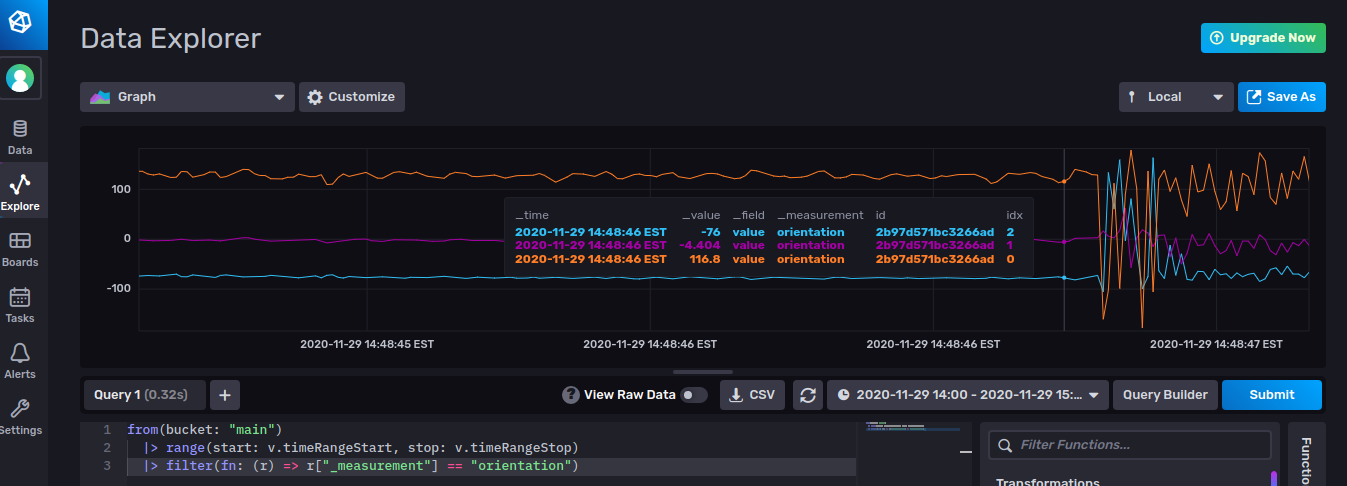 Data Explorer
Upgrade Now
Graph
Customize
Local
Save As
Data
Explore
Boards
Tasks
Alerts
Settings
100
0
-100
_time _value _field _measurement id idx
2020-11-29 14:48:46 EST -76 value orientation 2b97d571bc3266ad 2
2020-11-29 14:48:46 EST -4.404 value orientation 2b97d571bc3266ad 1
2020-11-29 14:48:46 EST 116.8 value orientation 2b97d571bc3266ad 0
2020-11-29 14:48:45 EST 2020-11-29 14:48:46 EST 2020-11-29 14:48:46 EST 2020-11-29 14:48:47 EST
Query 1 (0.32s)
+
? View Raw Data
CSV
2020-11-29 14:00 - 2020-11-29 15:...
Query Builder
Submit
1 from(bucket: "main")
2 |> range(start: v.timeRangeStart, stop: v.timeRangeStop)
3 |> filter(fn: (r) => r["_measurement"] == "orientation")
Filter Functions...
Transformations
Functio